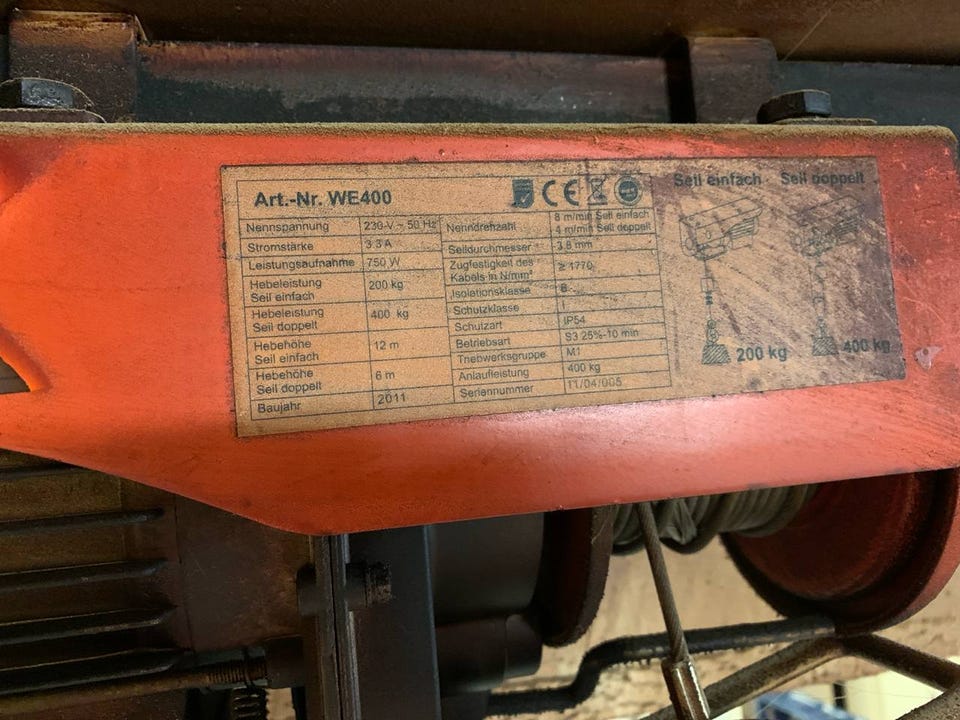 Art.-Nr. WE400
CE
Nennspannung 230-V ~ 50 Hz
Stromstärke 3.3 A
Leistungsaufnahme 750 W
Hebeleistung
Seil einfach 200 kg
Hebeleistung
Seil doppelt 400 kg
Hebehöhe
Seil einfach 12 m
Hebehöhe
Seil doppelt 6 m
Baujahr 2011
Nenndrehzahl 8 m/min Seil einfach
4 m/min Seil doppelt
Seildurchmesser 3,8 mm
Zugfestigkeit des
Kabels in N/mm² ≥ 1770
Isolationsklasse B
Schutzklasse I
Schutzart IP54
Betriebsart S3 25%-10 min
Triebwerksgruppe M1
Anlaufleistung 400 kg
Seriennummer 11/04/005
Seil einfach Seil doppelt
200 kg 400 kg